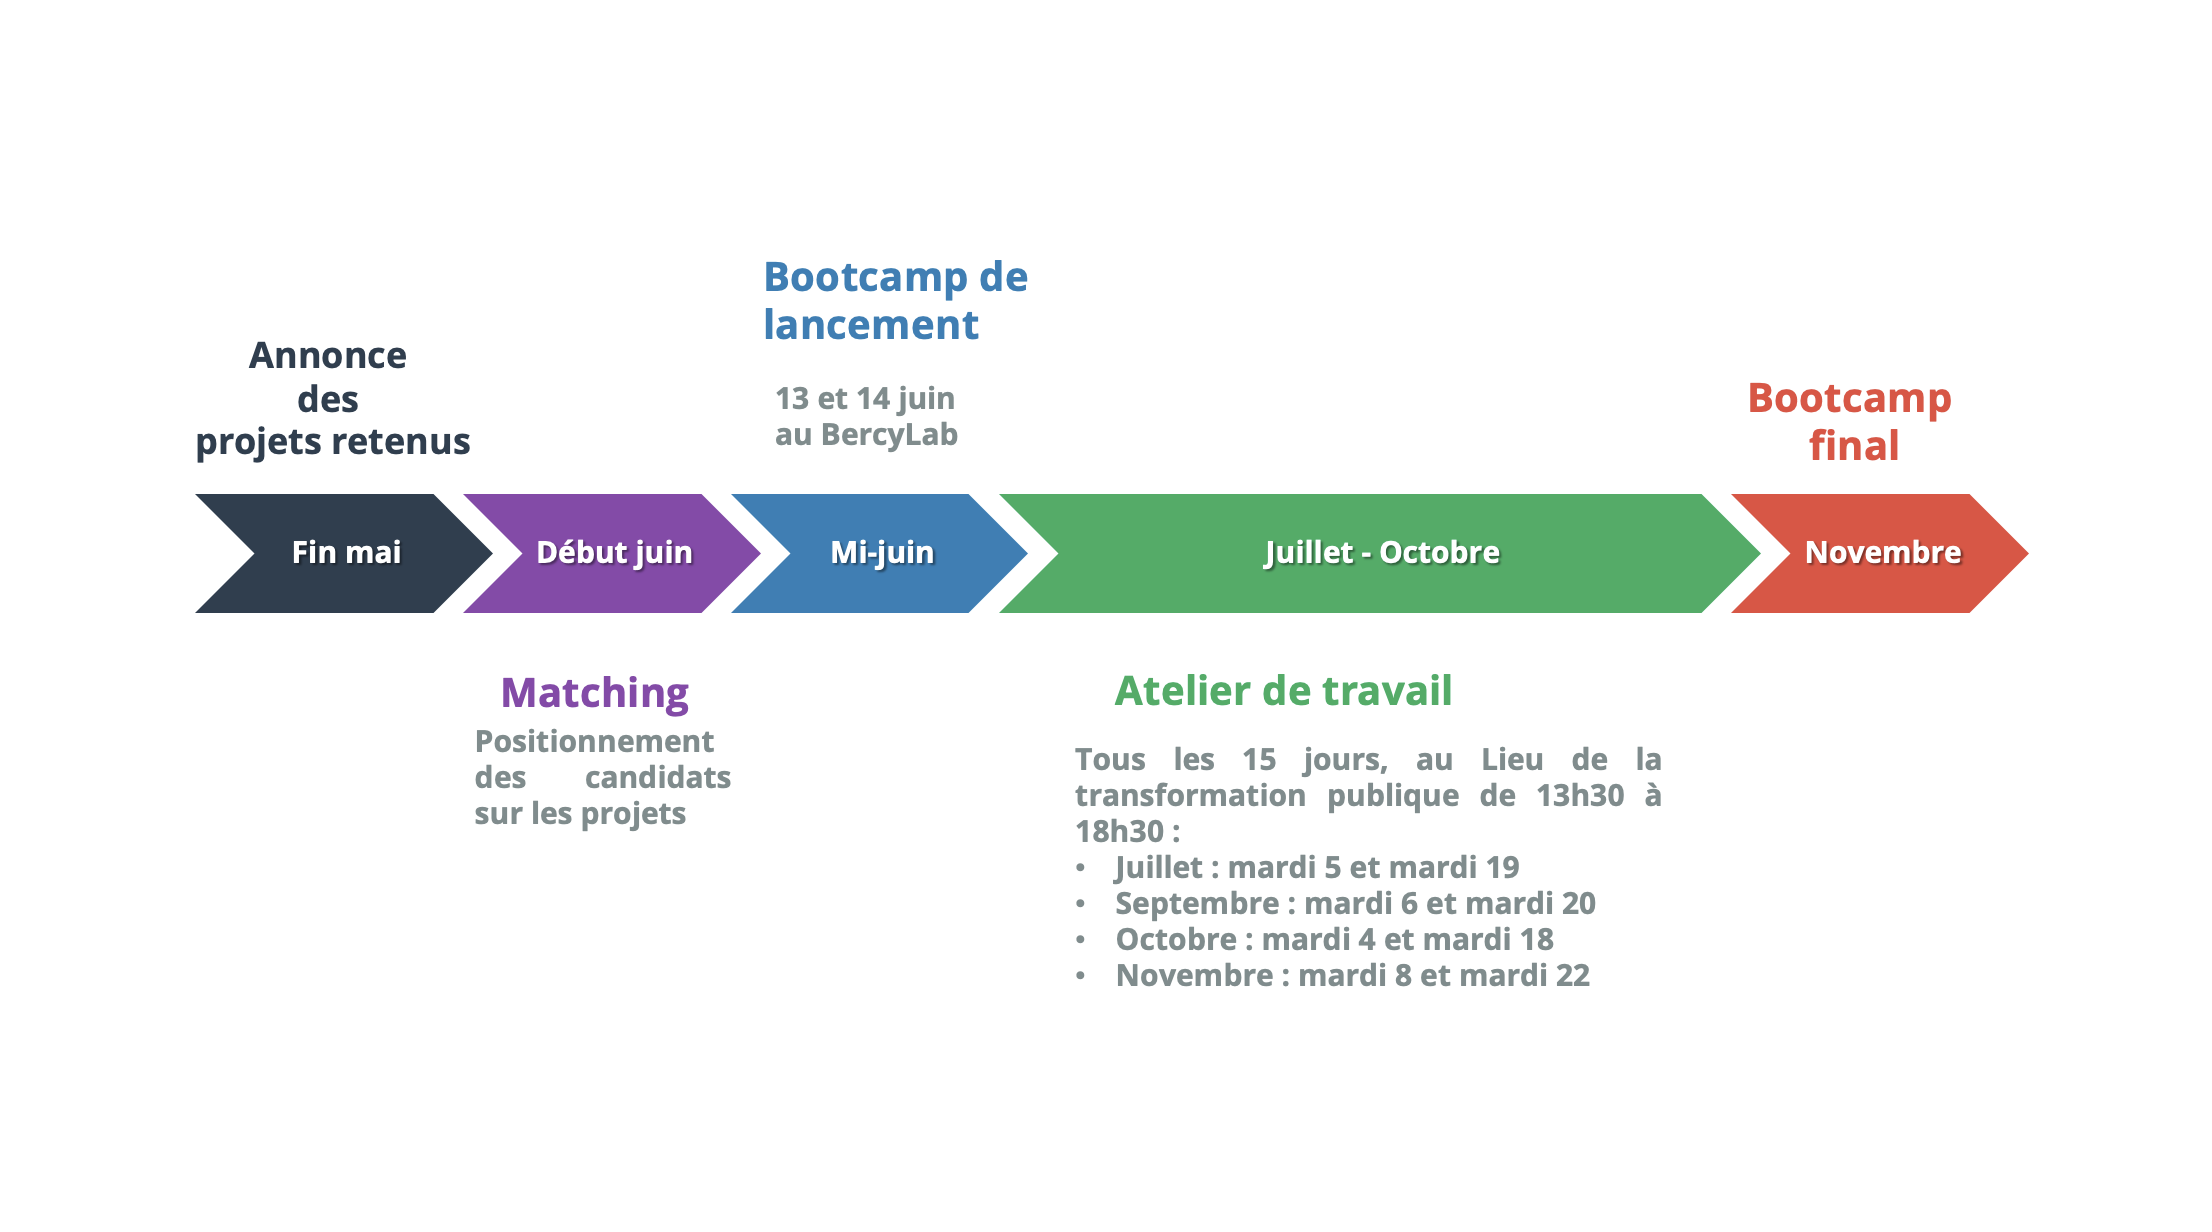 Annonce
des
projets retenus
Fin mai
Début juin
Matching
Positionnement
des candidats
sur les projets
Bootcamp de
lancement
13 et 14 juin
au BercyLab
Mi-juin
Juillet - Octobre
Atelier de travail
Tous les 15 jours, au Lieu de la
transformation publique de 13h30 à
18h30 :
• Juillet : mardi 5 et mardi 19
• Septembre : mardi 6 et mardi 20
• Octobre : mardi 4 et mardi 18
• Novembre : mardi 8 et mardi 22
Bootcamp
final
Novembre